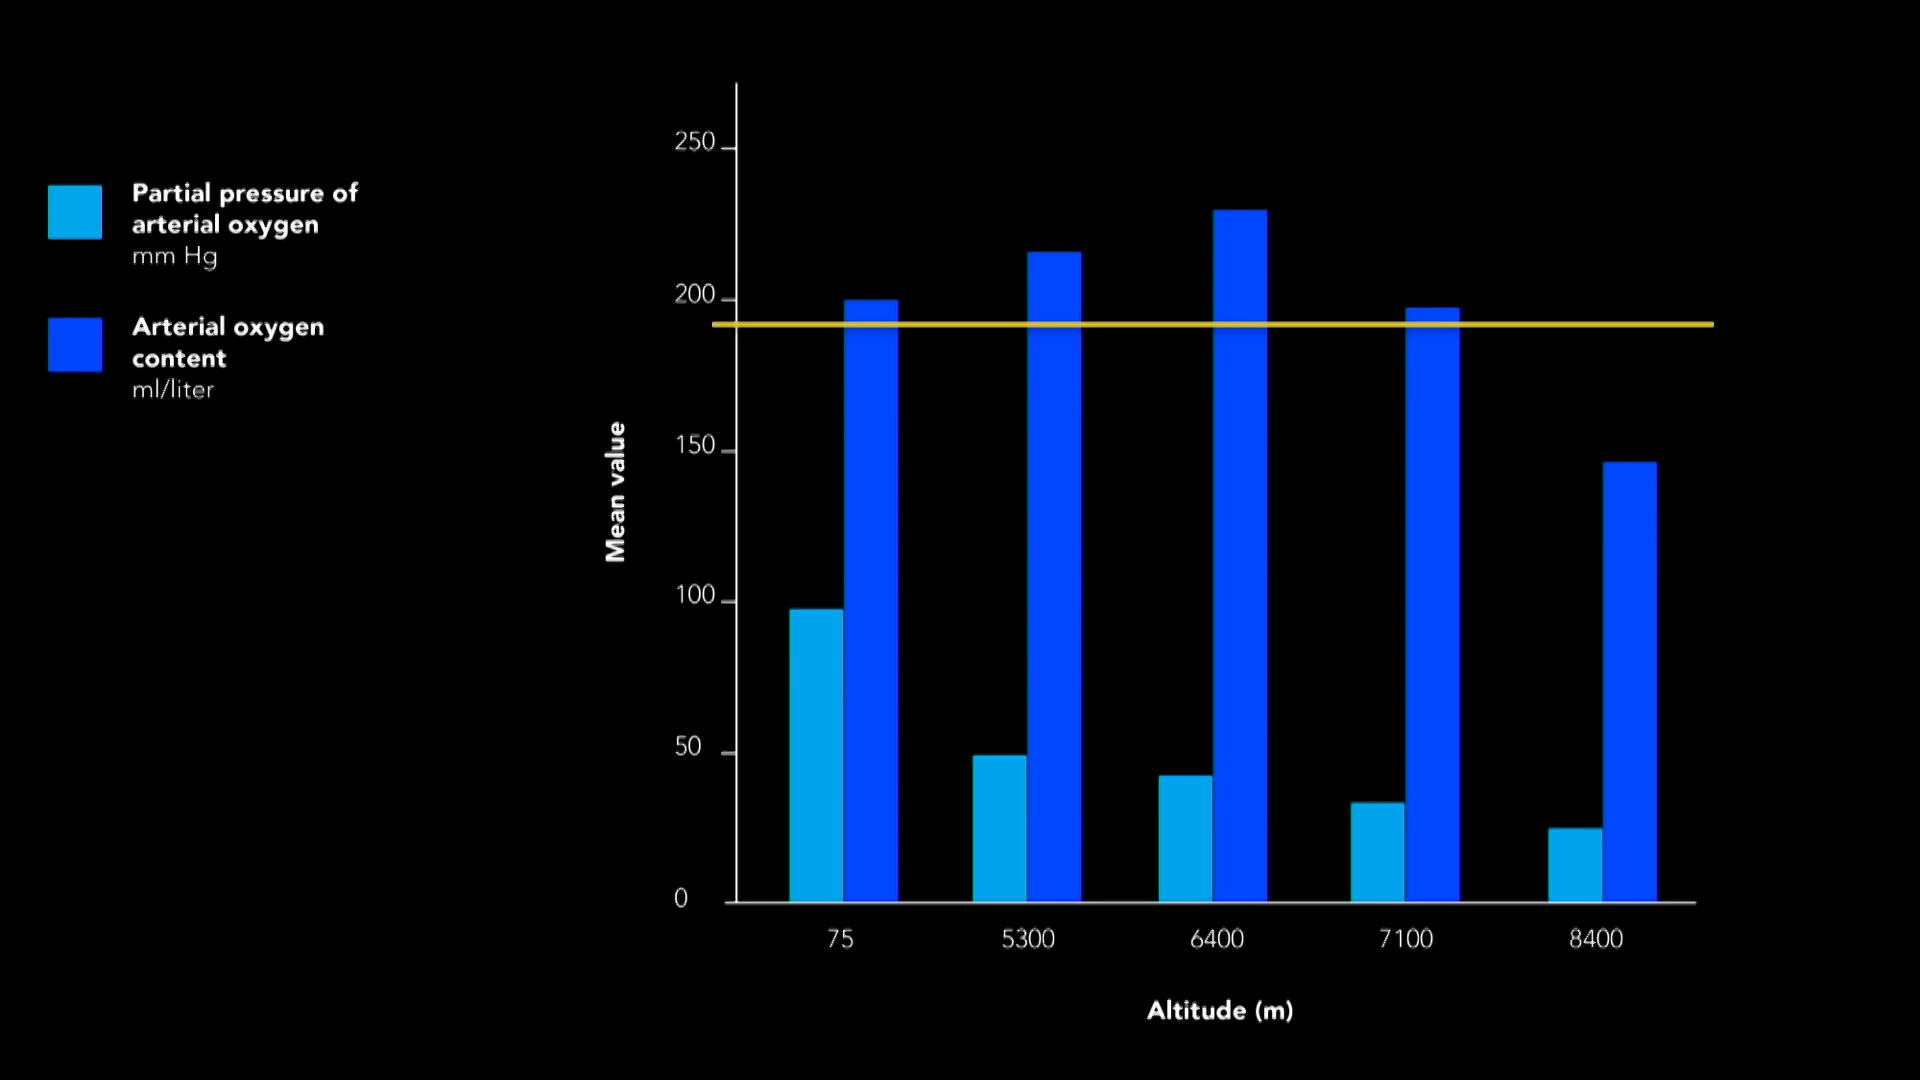 Partial pressure of
arterial oxygen
mm Hg
Arterial oxygen
content
ml/liter
Mean value
250
200
150
100
50
0
75
5300
6400
7100
8400
Altitude (m)